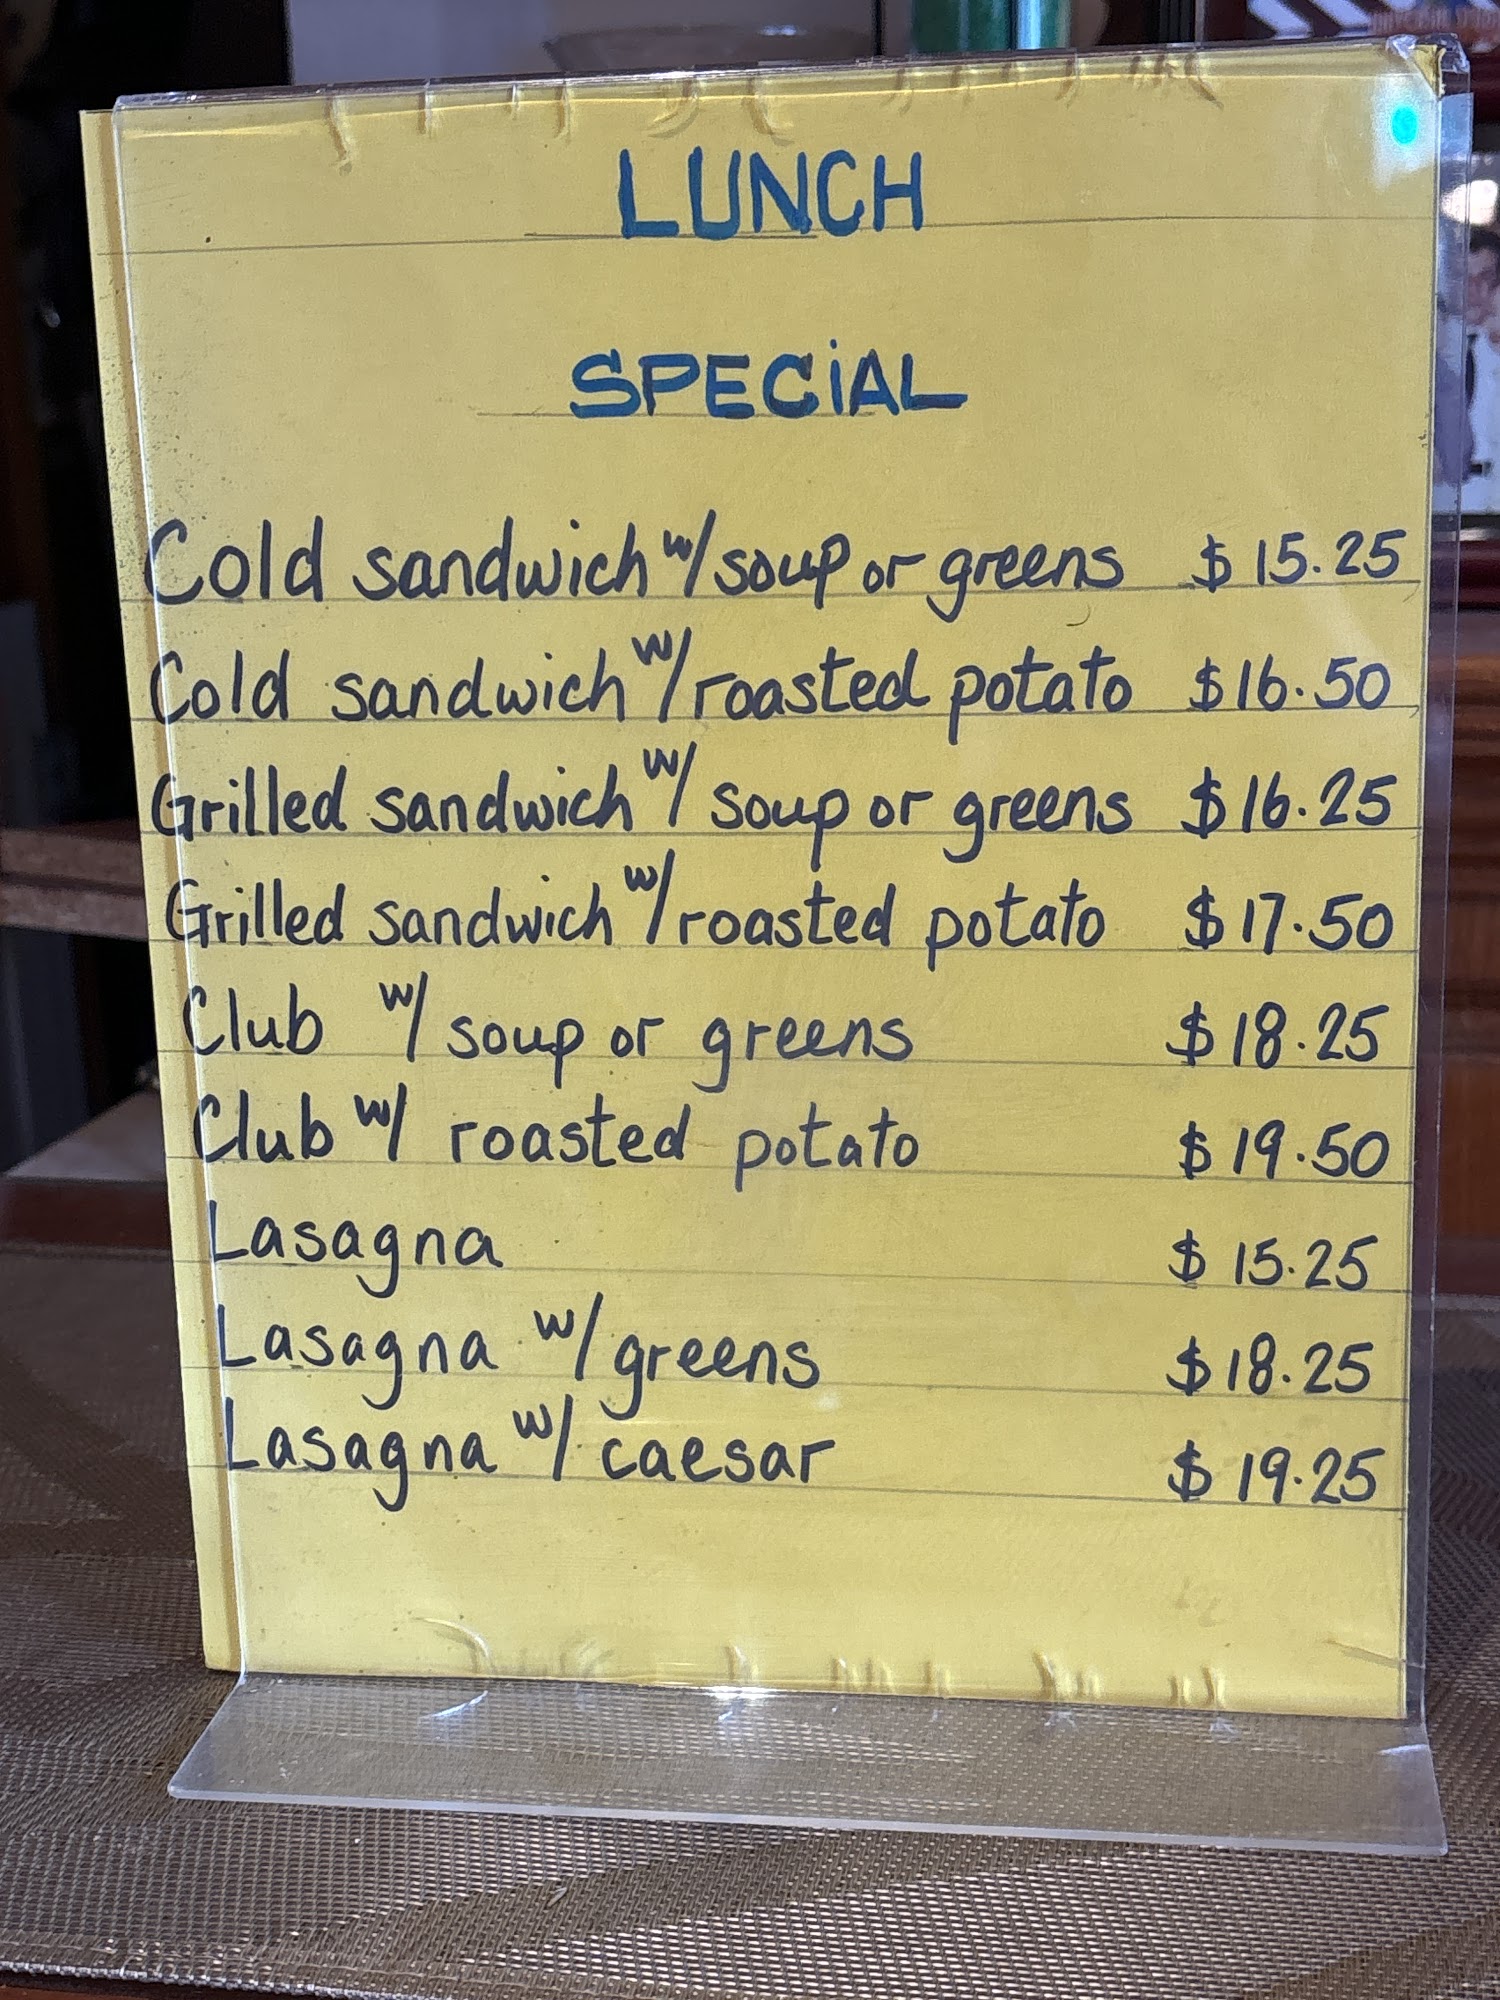 LUNCH
SPECiAL
Cold sandwich w/ soup or greens $ 15.25
Cold sandwich w/ roasted potato $ 16.50
Grilled sandwich w/ soup or greens $ 16.25
Grilled sandwich w/ roasted potato $ 17.50
Club w/ soup or greens $ 18.25
Club w/ roasted potato $ 19.50
Lasagna $ 15.25
Lasagna w/ greens $ 18.25
Lasagna w/ caesar $ 19.25